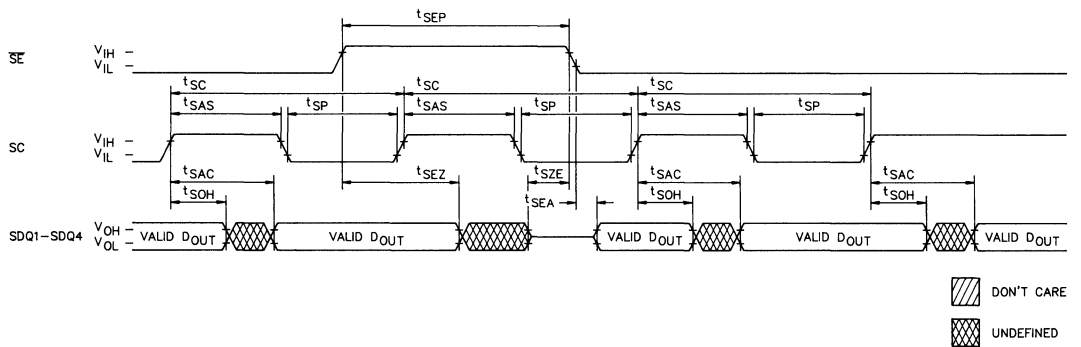 tSEP
SE
VIH
VIL
tSC tSC tSC
tSAS tSP tSAS tSP tSAS tSP
SC
VIH
VIL
tSAC tSEZ tSZE tSAC tSAC
tSOH tSEA tSOH tSOH
SDQ1-SDQ4
VOH
VOL
VALID DOUT VALID DOUT VALID DOUT VALID DOUT VALID DOUT
DON'T CARE
UNDEFINED